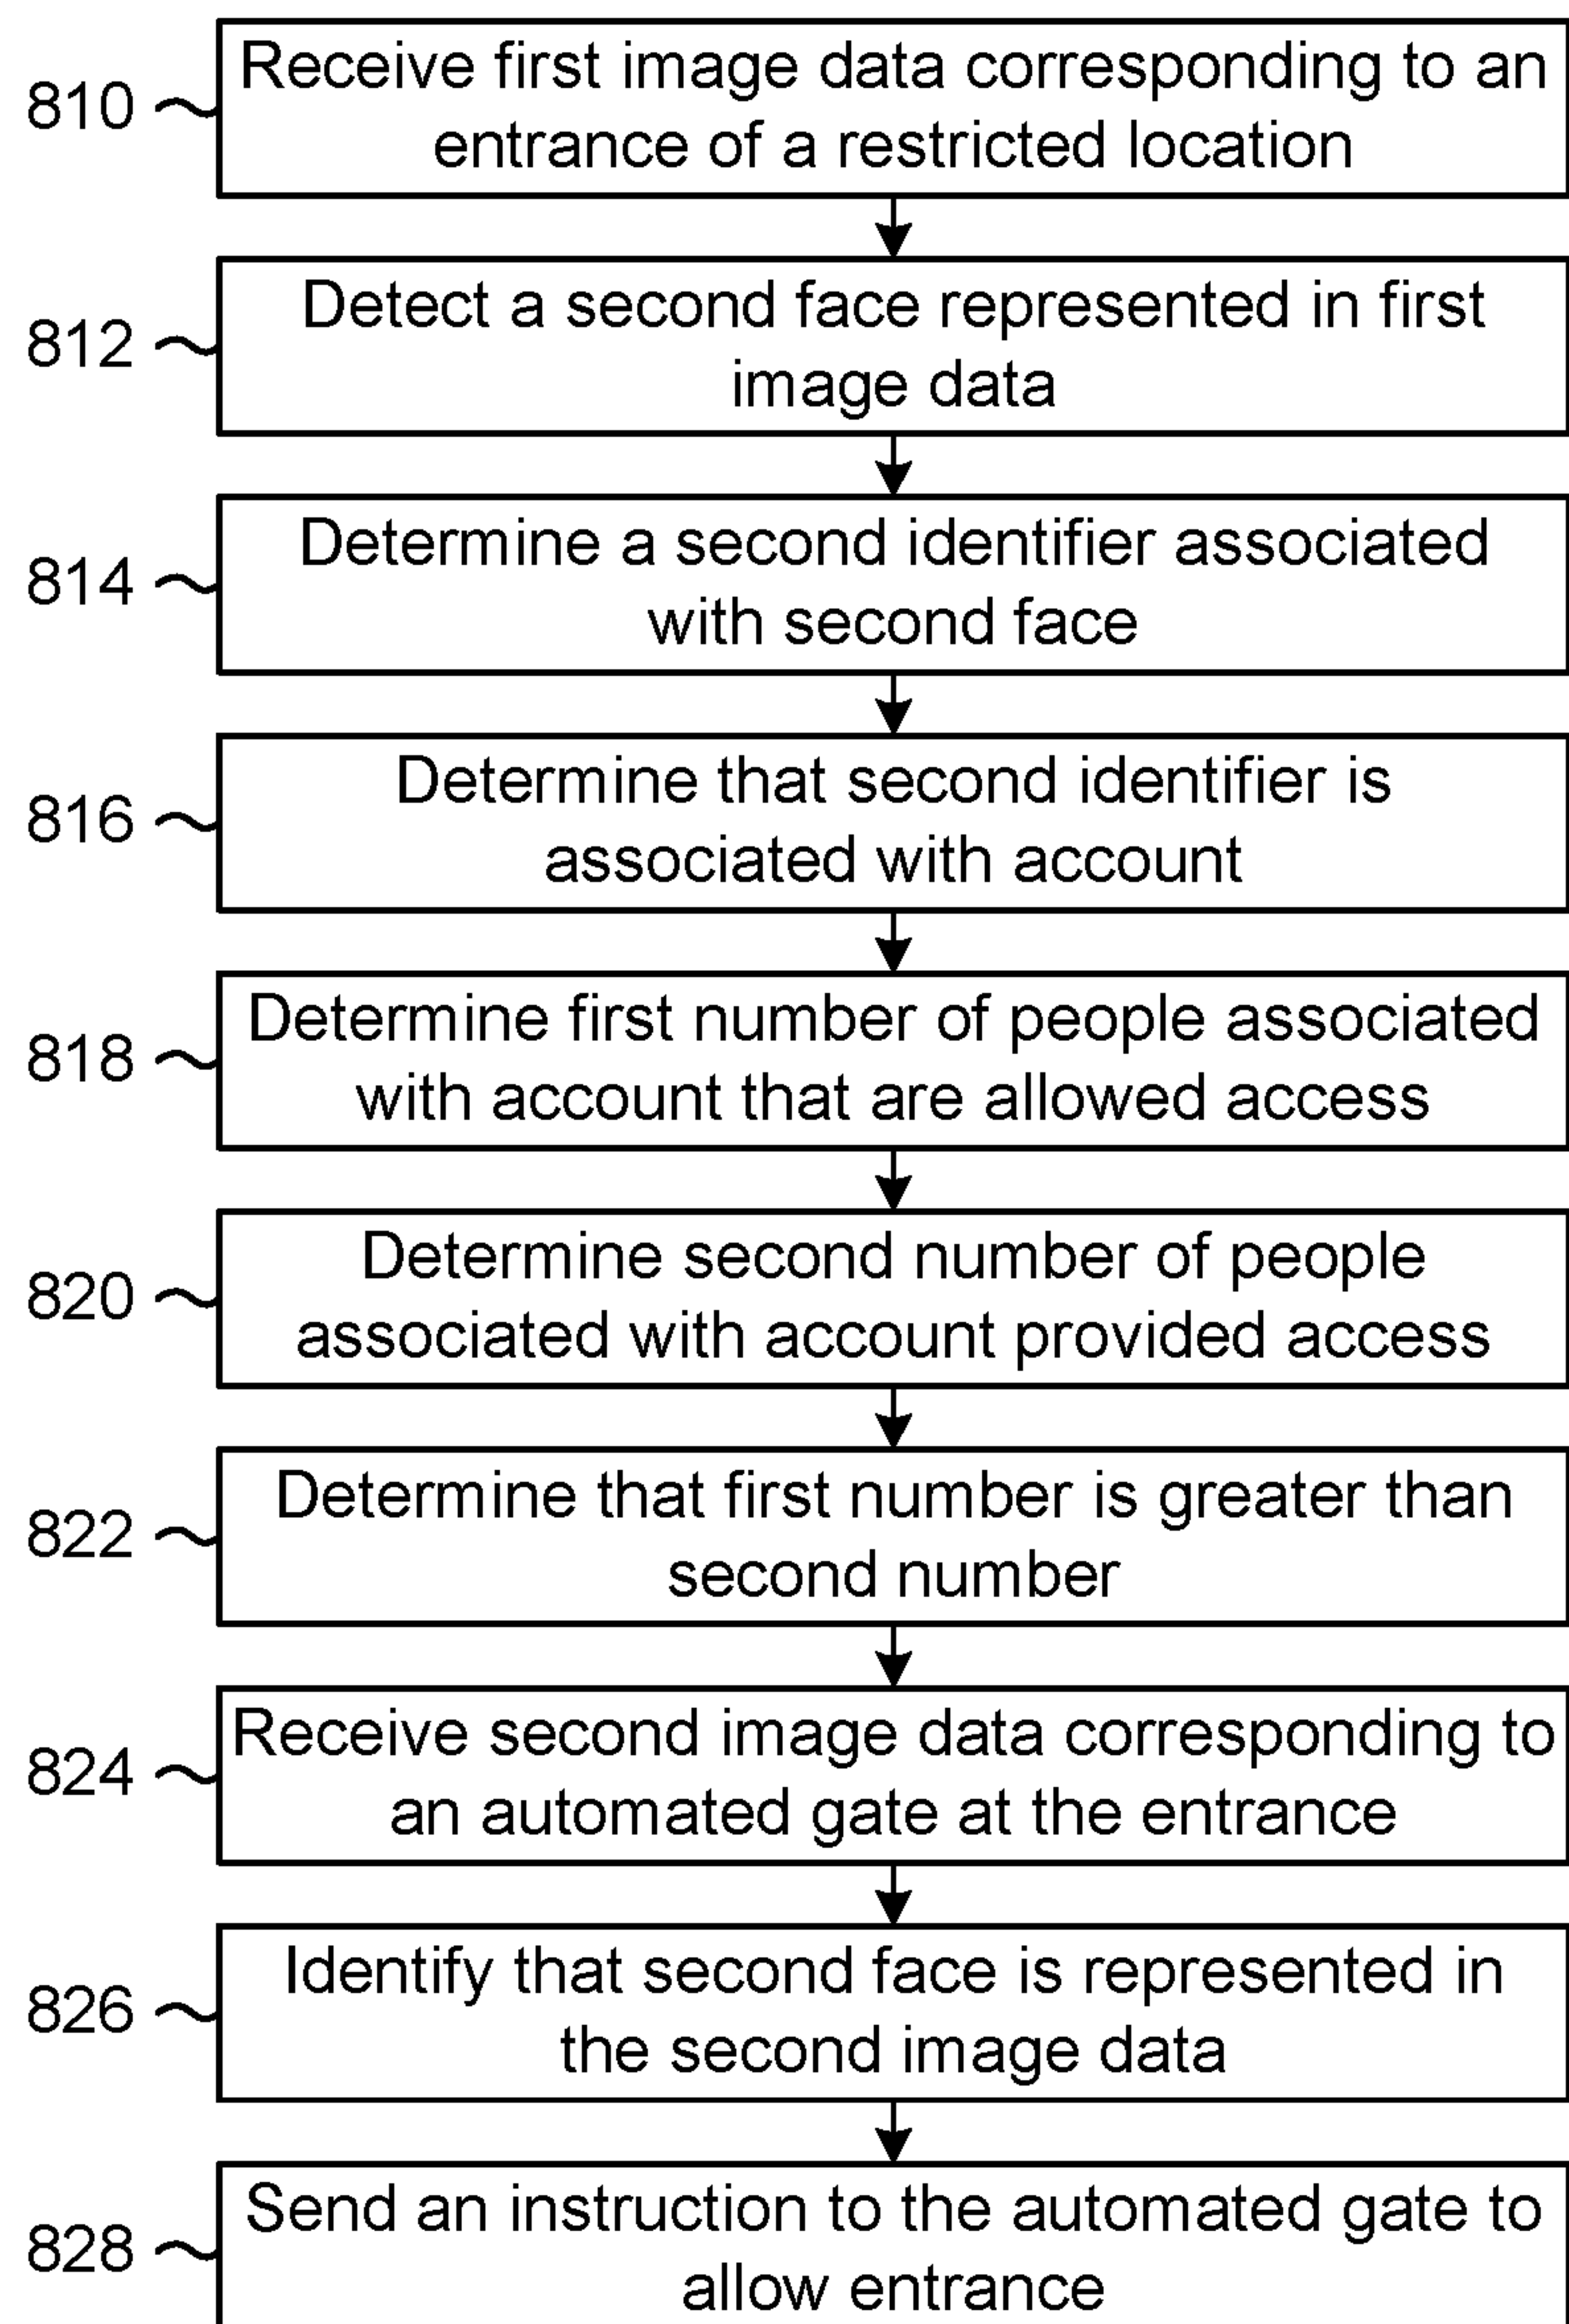 810
Receive first image data corresponding to an
entrance of a restricted location
812
Detect a second face represented in first
image data
814
Determine a second identifier associated
with second face
816
Determine that second identifier is
associated with account
818
Determine first number of people associated
with account that are allowed access
820
Determine second number of people
associated with account provided access
822
Determine that first number is greater than
second number
824
Receive second image data corresponding to
an automated gate at the entrance
826
Identify that second face is represented in
the second image data
828
Send an instruction to the automated gate to
allow entrance